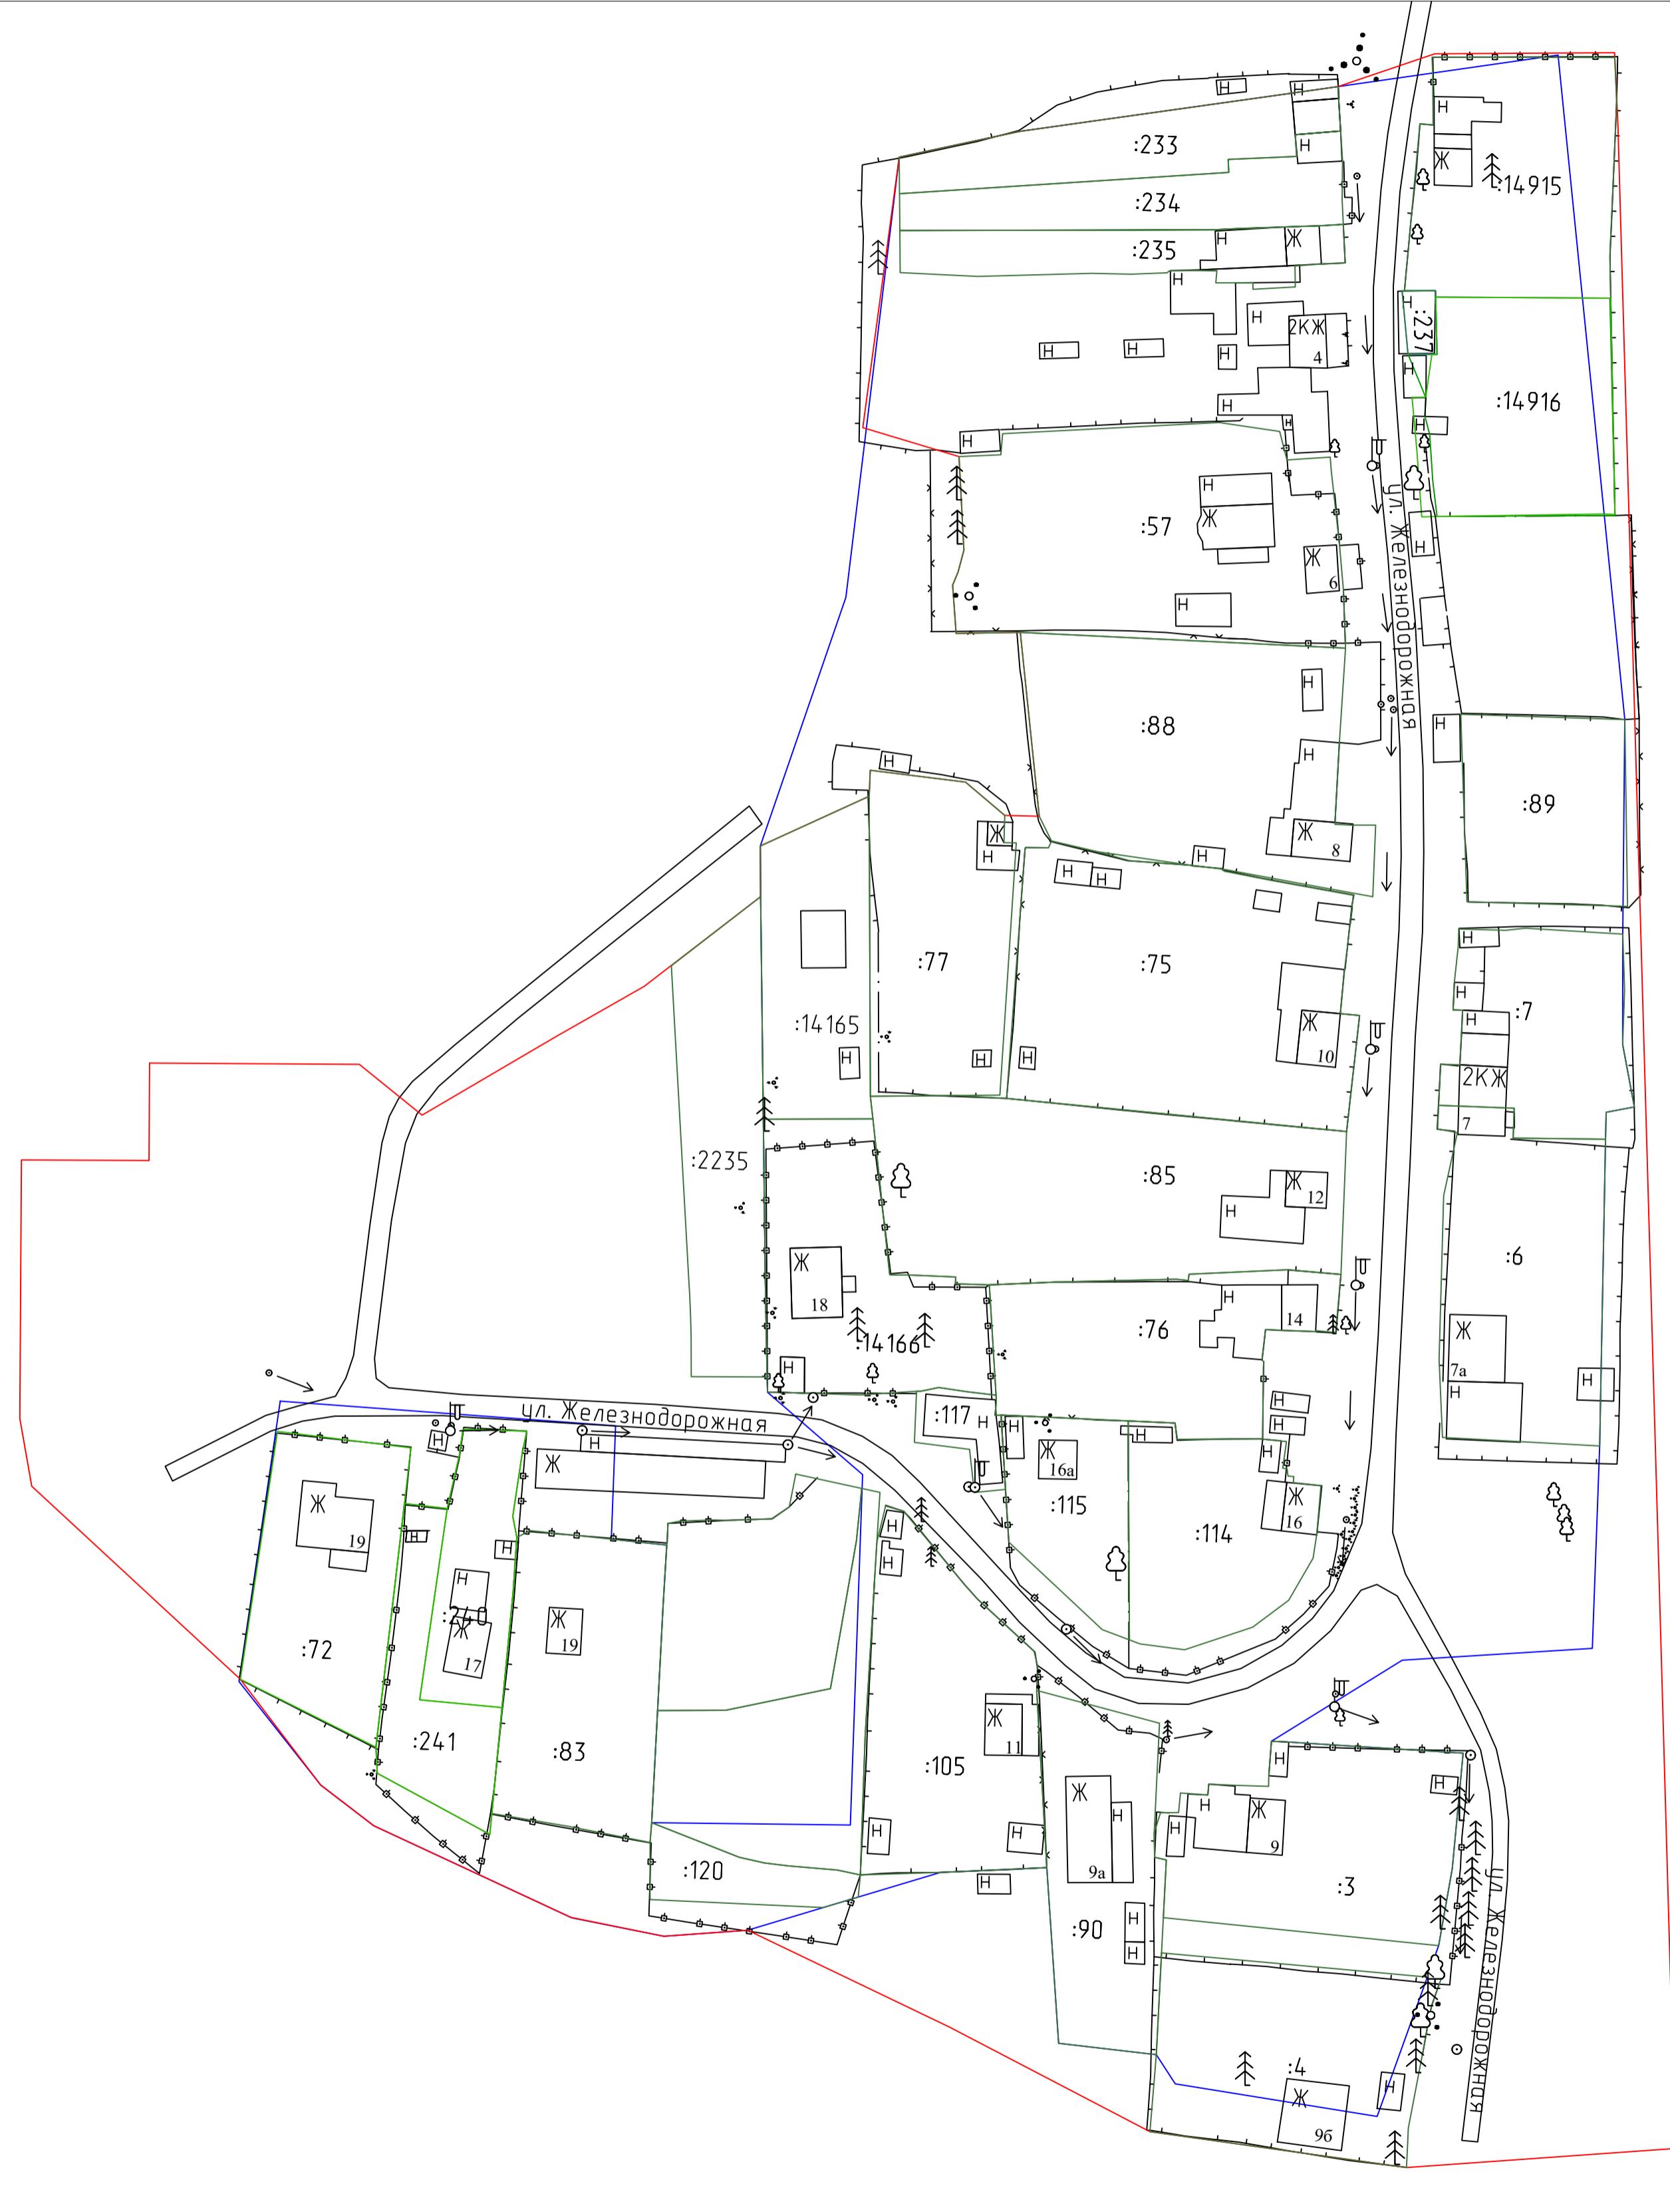 Н
Н
:233
Н
Н
Ж
:14915
:234
:235
Н
Ж
Н
Н
2КЖ
4
Н
Н
Н
Н
:237
Н
:14916
Н
Н
Н
Н
Н
Ж
:57
Ж
6
Н
Н
ул. Железнодорожная
Н
:88
Н
Н
:89
Н
Ж
Н
Ж
8
Н
Н
Н
:77
:75
Н
Н
:7
Н
:14165
Ж
10
Н
Н
Н
2КЖ
7
:2235
:85
Ж
12
Н
:6
Ж
18
:14166
:76
Н
14
Ж
7а
Н
Н
Н
Н
Н
ул. Железнодорожная
:117
Н
Н
Н
Н
Ж
Н
Ж
16а
:115
Н
Ж
16
:114
Ж
19
Н
Н
Н
Н
Н
:240
Ж
17
Ж
19
:72
:241
:83
Ж
11
:105
Ж
9а
Н
Н
Н
Н
Н
Н
Ж
9
Н
:120
Н
:3
:90
Н
Н
ул. Железнодорожная
:4
Ж
9б
Н